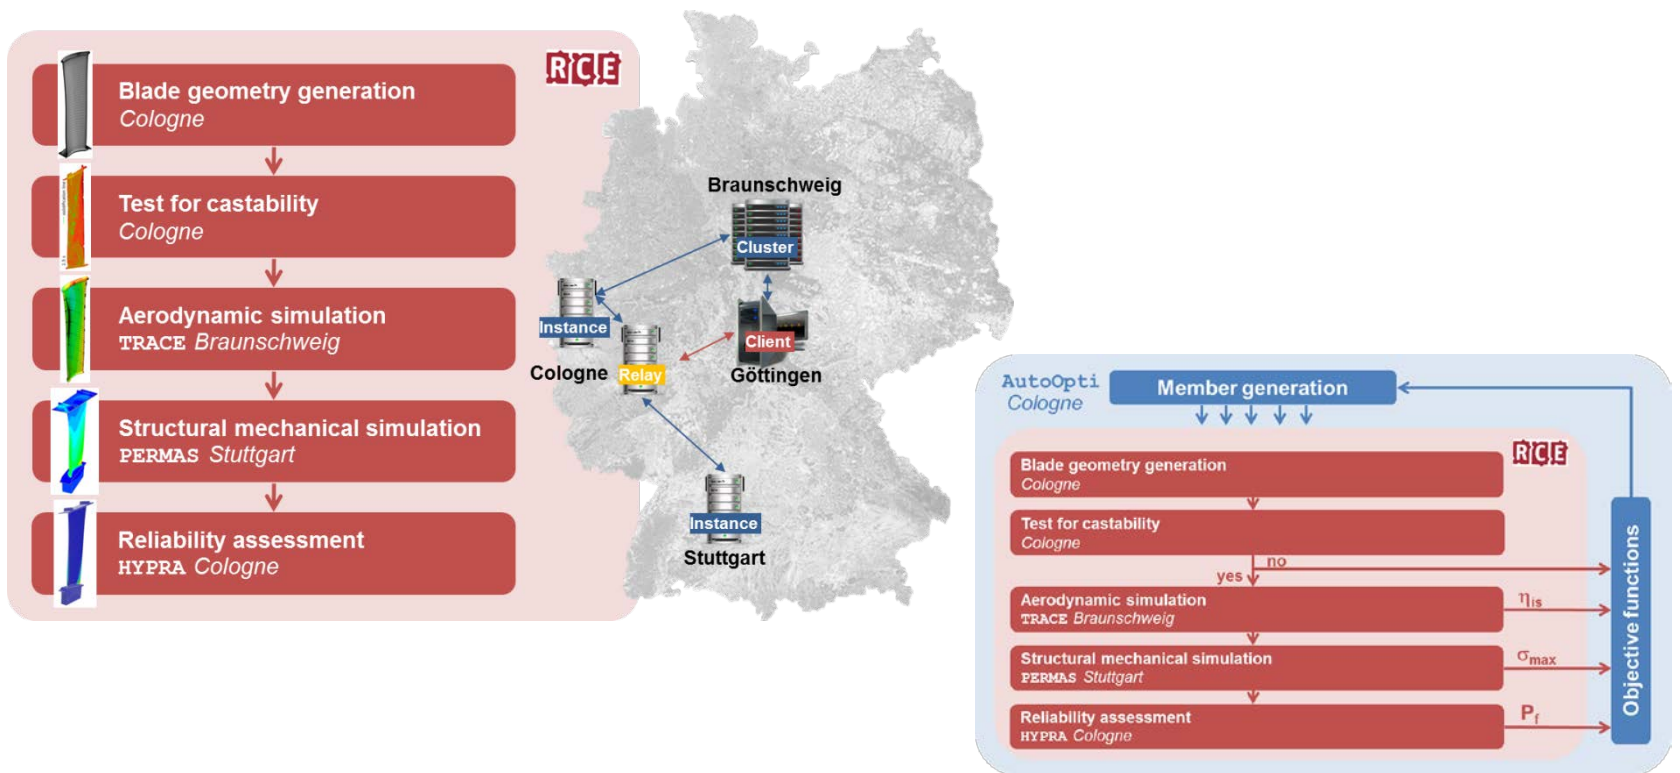 RCE
Blade geometry generation
Cologne
Test for castability
Cologne
Aerodynamic simulation
TRACE Braunschweig
Structural mechanical simulation
PERMAS Stuttgart
Reliability assessment
HYPRA Cologne
Braunschweig
Cluster
Instance
Cologne
Relay
Client
Göttingen
Instance
Stuttgart
AutoOpti
Cologne
Member generation
RCE
Blade geometry generation
Cologne
Test for castability
Cologne
no
yes
Aerodynamic simulation
TRACE Braunschweig
ηis
Structural mechanical simulation
PERMAS Stuttgart
σmax
Reliability assessment
HYPRA Cologne
Pf
Objective functions